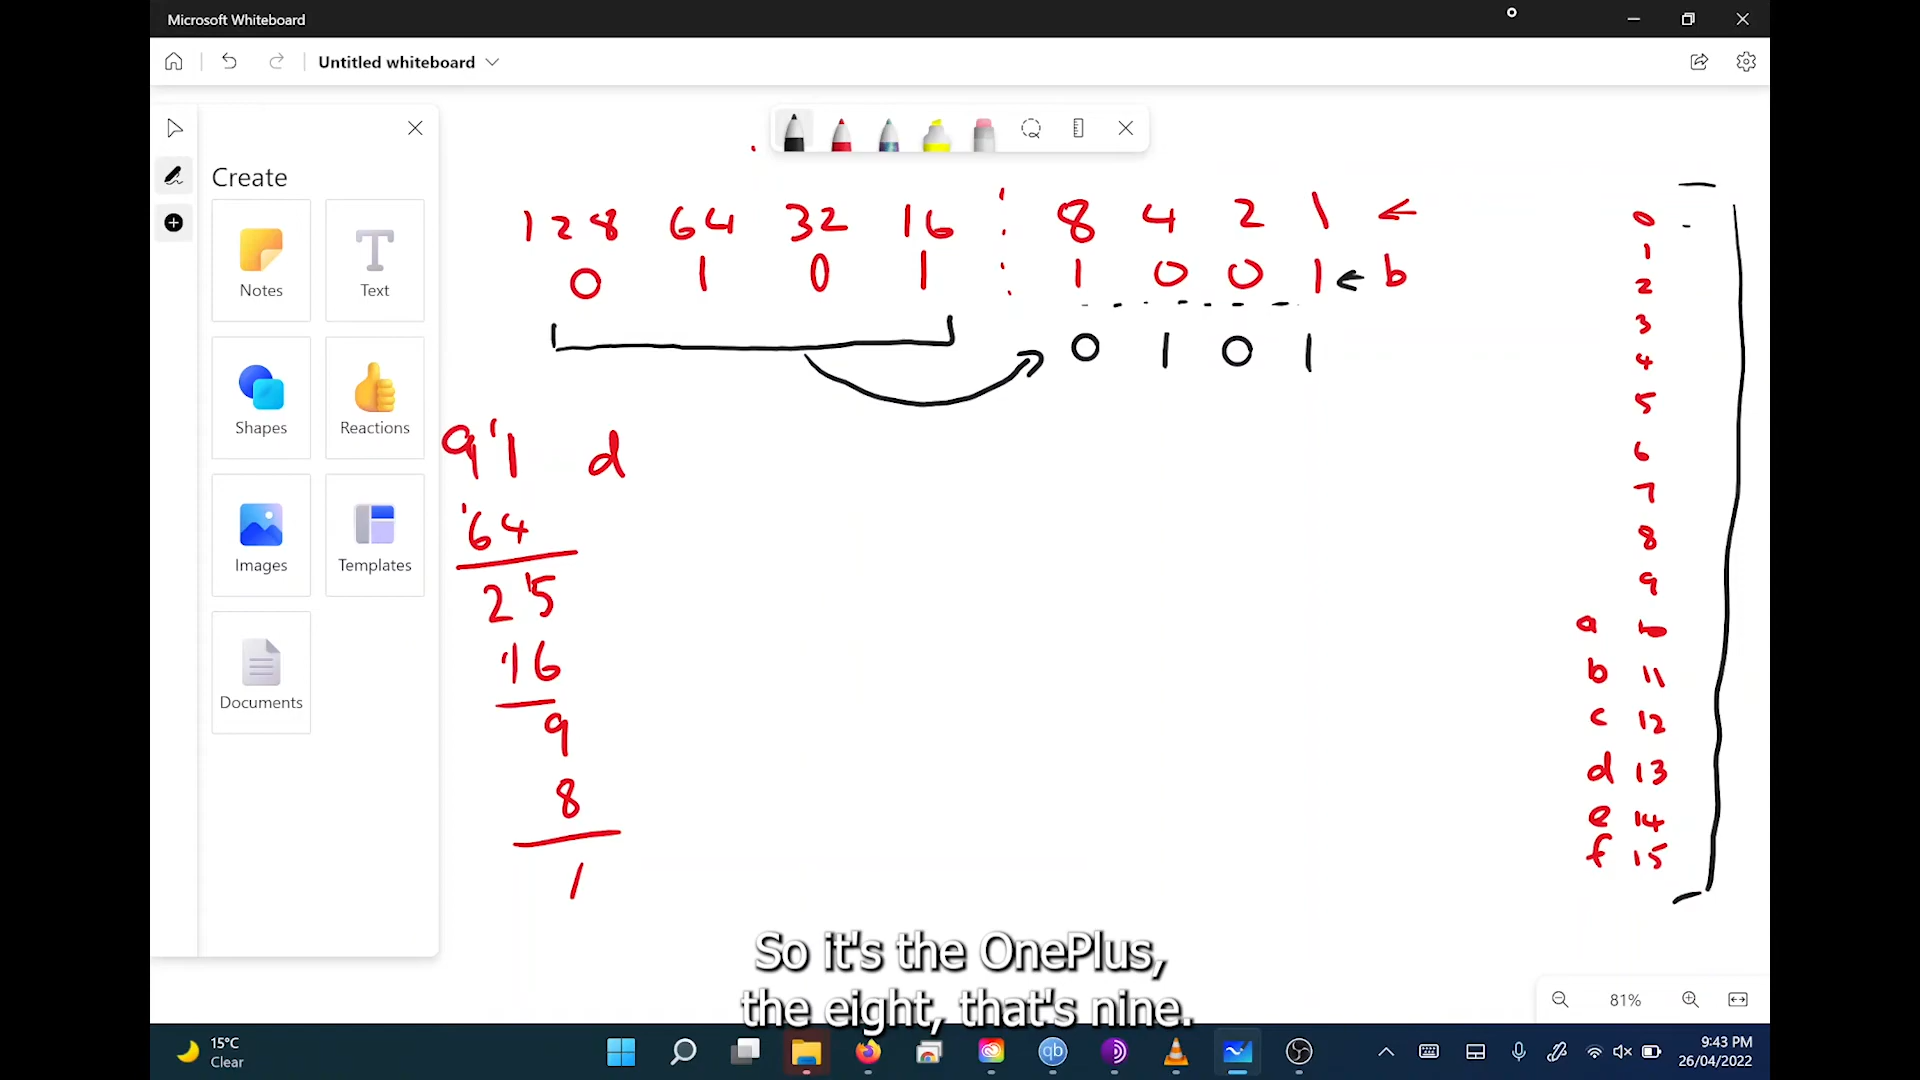 Microsoft Whiteboard
Untitled whiteboard
Create
Notes
Text
Shapes
Reactions
Images
Templates
Documents
128 64 32 16 : 8 4 2 1 ←
0 1 0 1 : 1 0 0 1 ← b
0 1 0 1
91 d
64
25
16
9
8
1
0
1
2
3
4
5
6
7
8
9
a 10
b 11
c 12
d 13
e 14
f 15
So it's the OnePlus,
the eight, that's nine.
81%
15°C
Clear
qb
9:43 PM
26/04/2022